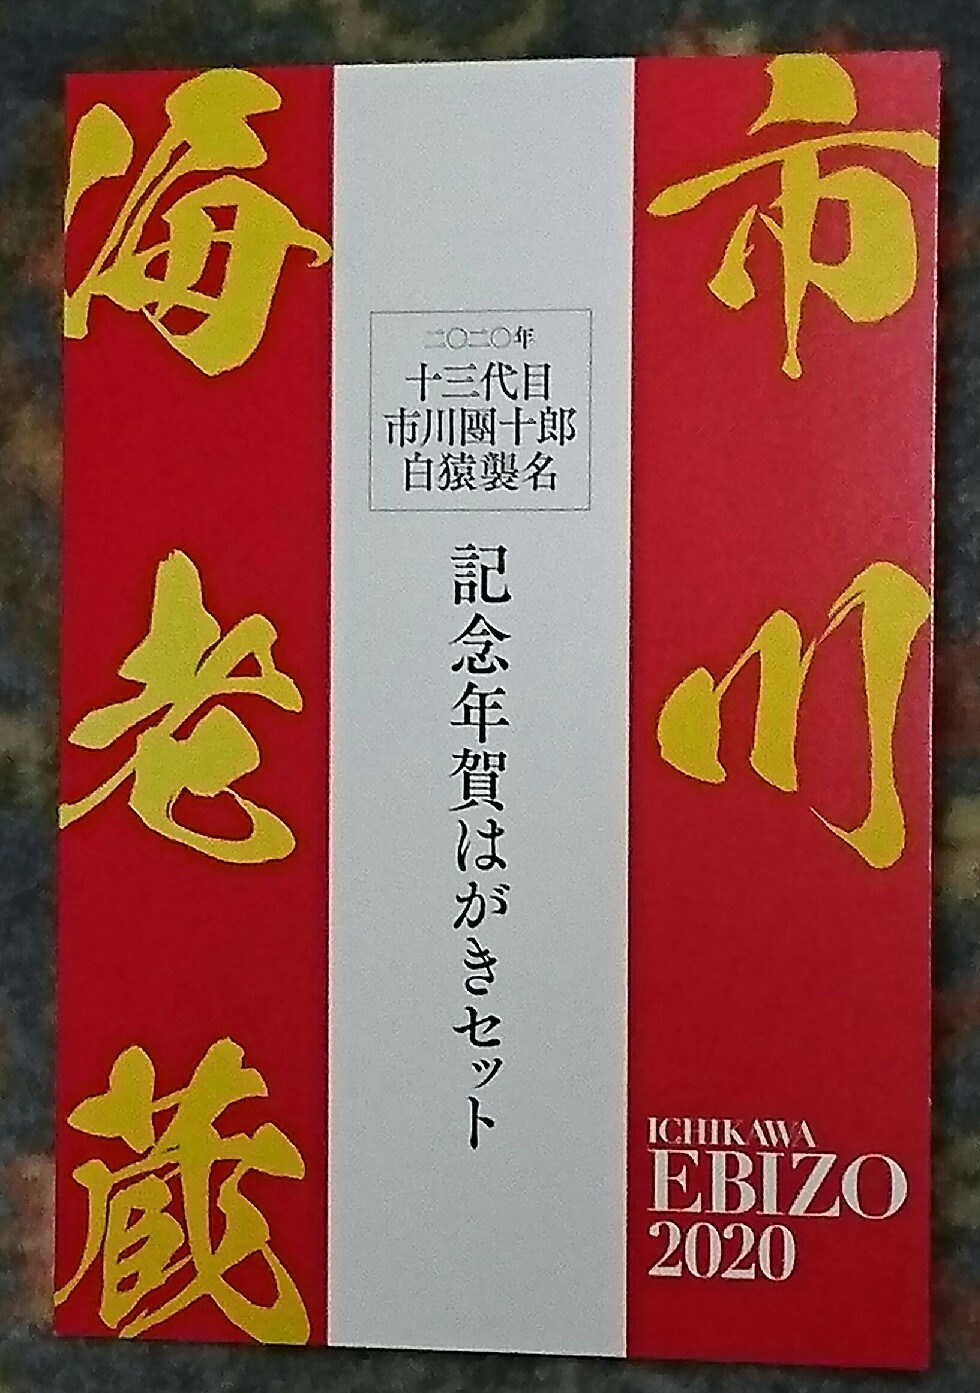 市川
海老蔵
二〇二〇年
十三代目
市川團十郎
白猿襲名
記念年賀はがきセット
ICHIKAWA
EBIZO
2020